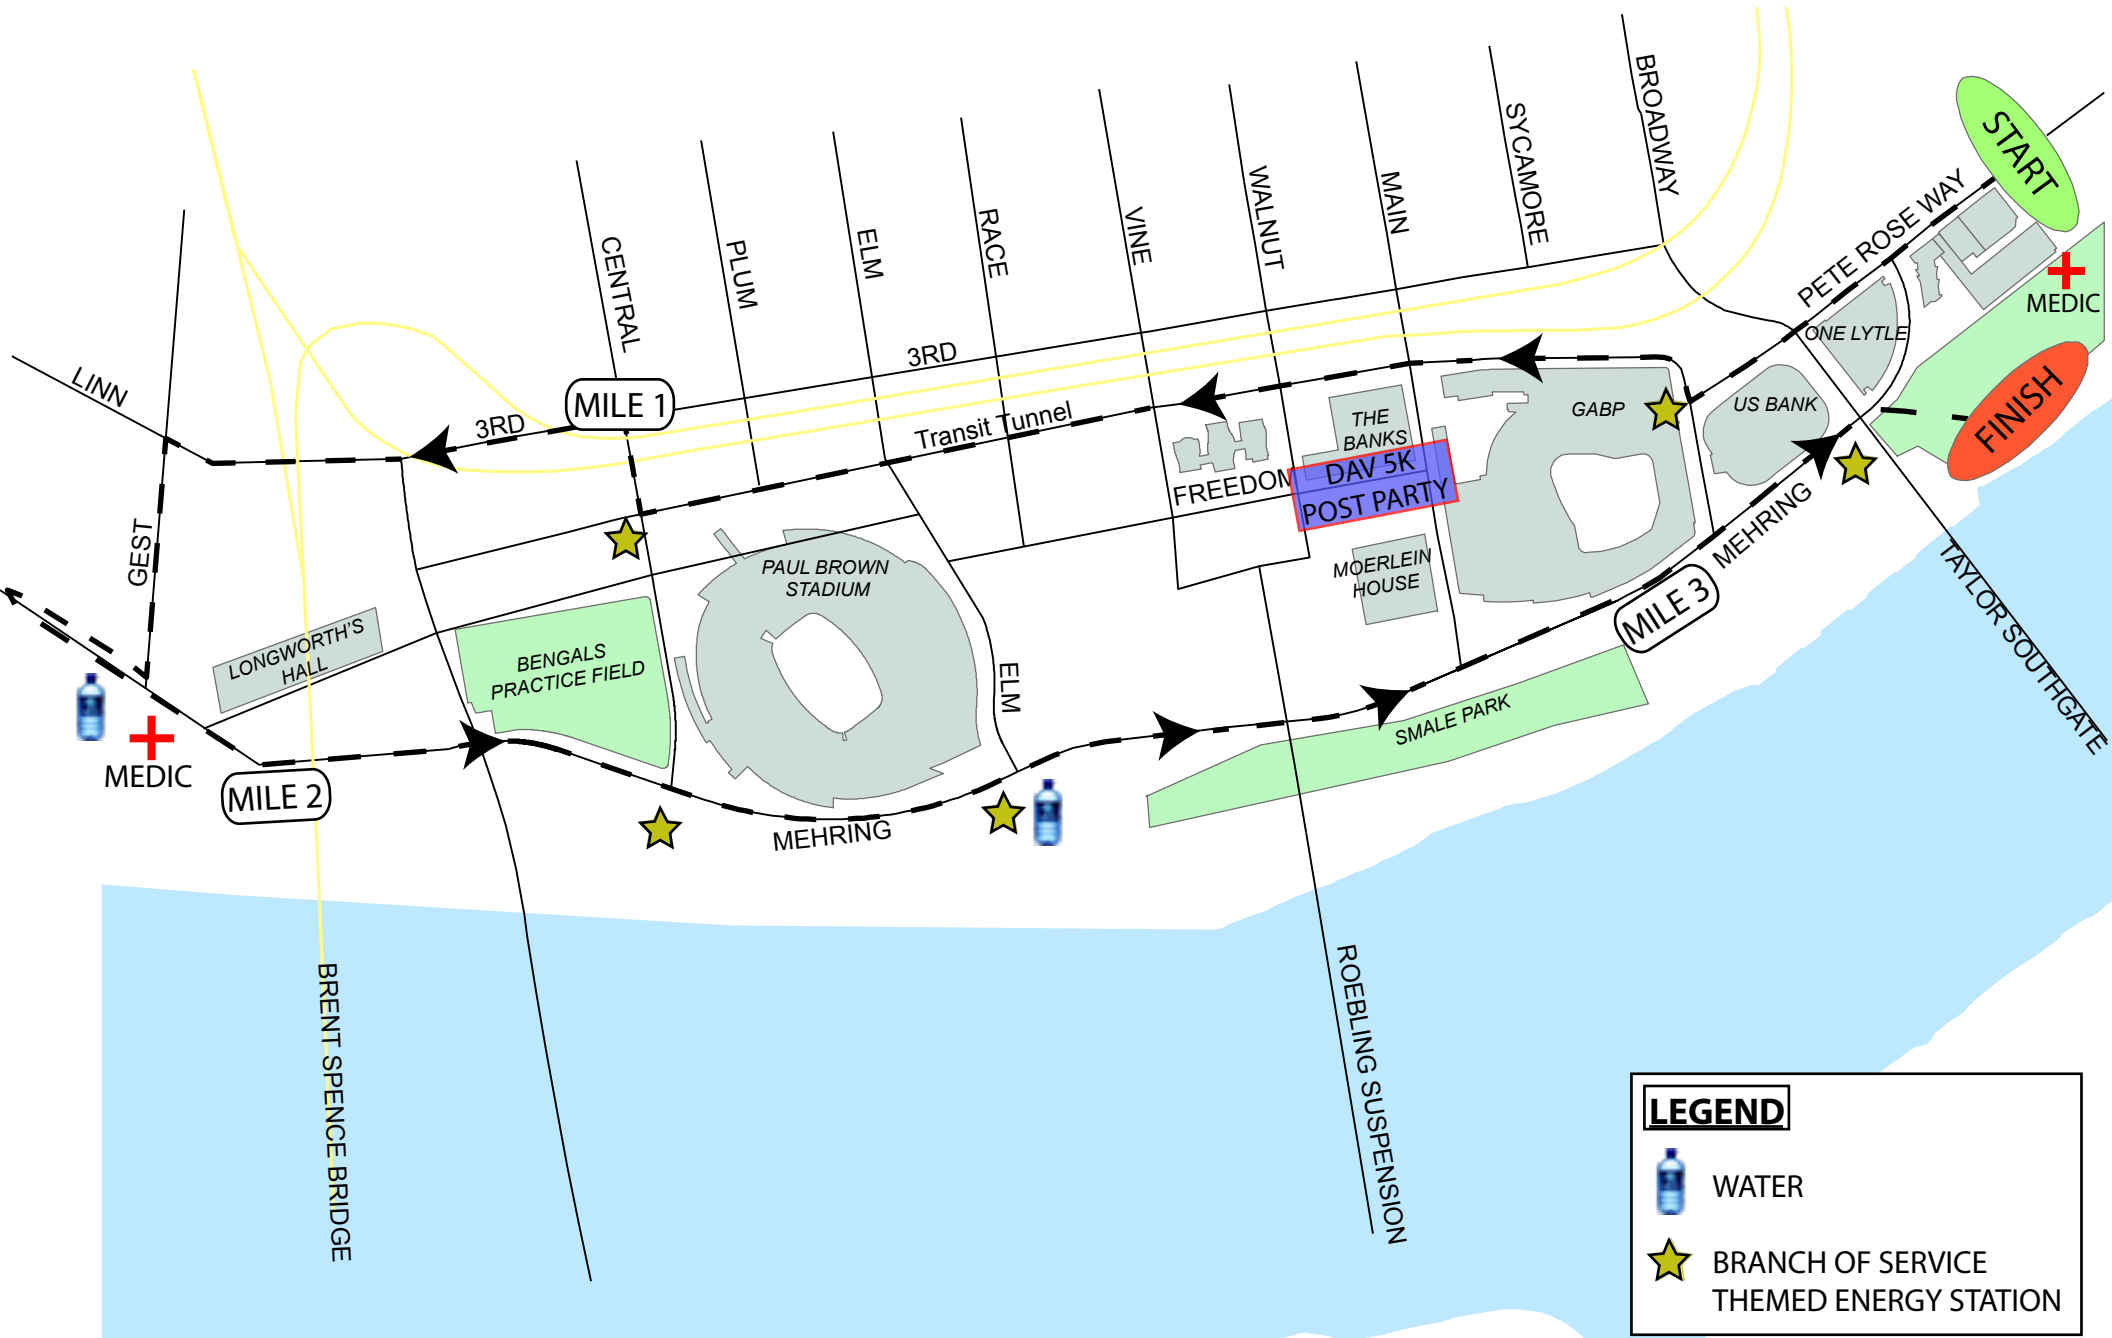 BROADWAY
SYCAMORE
MAIN
WALNUT
VINE
RACE
ELM
PLUM
CENTRAL
START
PETE ROSE WAY
MEDIC
ONE LYTLE
3RD
LINN
MILE 1
3RD
Transit Tunnel
THE
BANKS
GABP
US BANK
FINISH
FREEDOM
DAV 5K
POST PARTY
MEHRING
GEST
PAUL BROWN
STADIUM
MOERLEIN
HOUSE
MILE 3
TAYLOR SOUTHGATE
LONGWORTH'S
HALL
BENGALS
PRACTICE FIELD
ELM
SMALE PARK
MEDIC
MILE 2
MEHRING
BRENT SPENCE BRIDGE
ROEBLING SUSPENSION
LEGEND
WATER
BRANCH OF SERVICE
THEMED ENERGY STATION